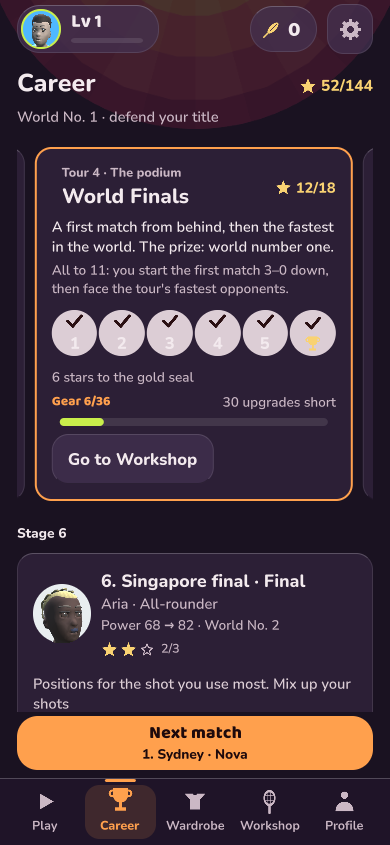 Lv 1
0
Career
52/144
World No. 1 · defend your title
Tour 4 · The podium
World Finals
12/18
A first match from behind, then the fastest
in the world. The prize: world number one.
All to 11: you start the first match 3–0 down,
then face the tour's fastest opponents.
1 2 3 4 5
6 stars to the gold seal
Gear 6/36
30 upgrades short
Go to Workshop
Stage 6
6. Singapore final · Final
Aria · All-rounder
Power 68 → 82 · World No. 2
2/3
Positions for the shot you use most. Mix up your
shots
Next match
1. Sydney · Nova
Play Career Wardrobe Workshop Profile